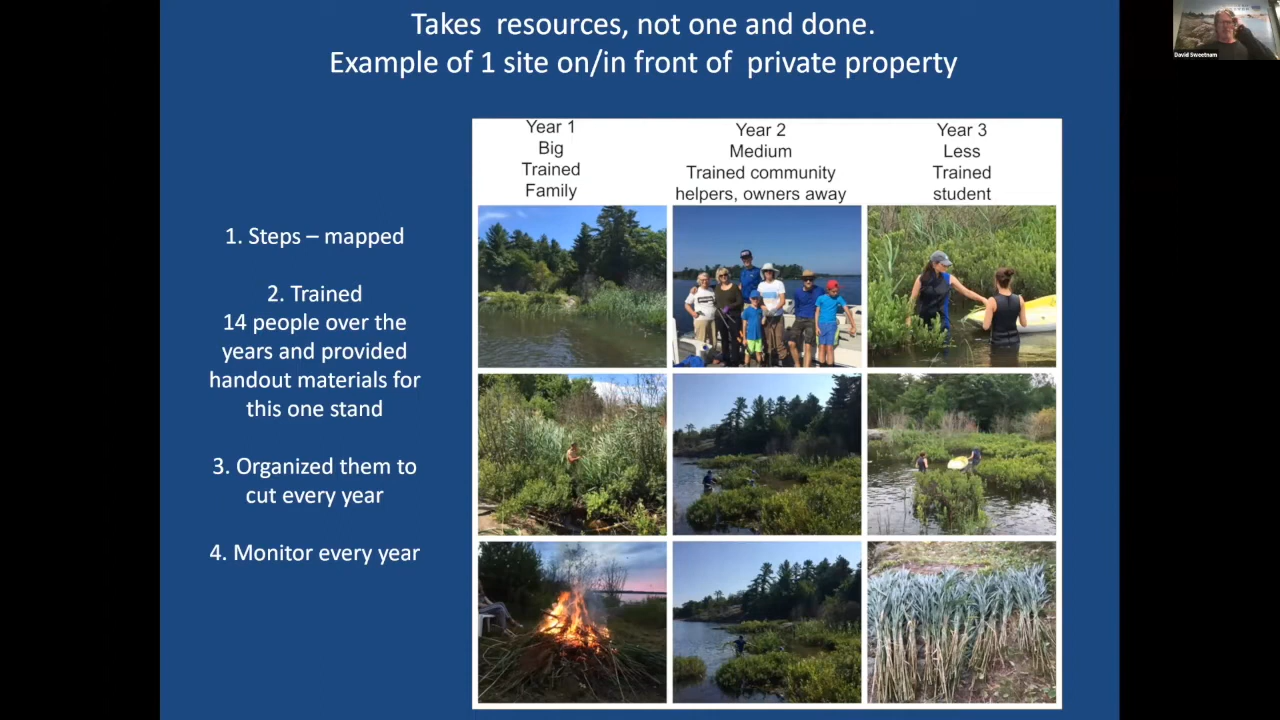 Takes resources, not one and done.
Example of 1 site on/in front of private property
David Sweetnam
Year 1
Big
Trained
Family
Year 2
Medium
Trained community
helpers, owners away
Year 3
Less
Trained
student
1. Steps – mapped
2. Trained
14 people over the
years and provided
handout materials for
this one stand
3. Organized them to
cut every year
4. Monitor every year